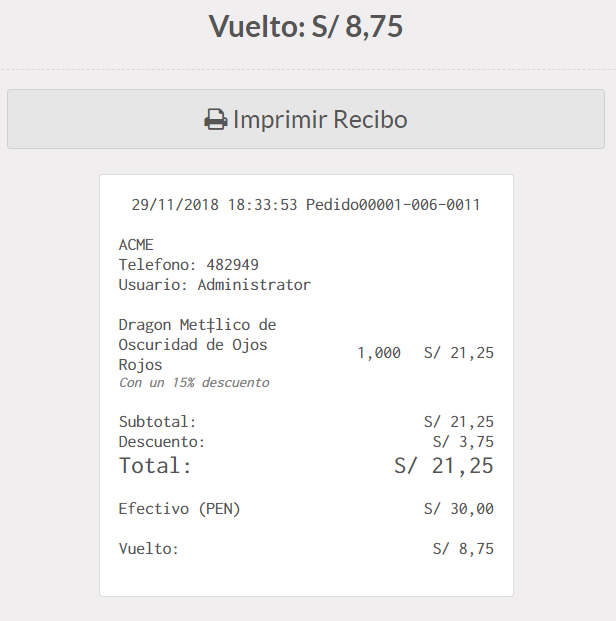 Vuelto: S/ 8,75
Imprimir Recibo
29/11/2018 18:33:53 Pedido00001-006-0011
ACME
Telefono: 482949
Usuario: Administrator
Dragon Met‡lico de
Oscuridad de Ojos
Rojos
1,000 S/ 21,25
Con un 15% descuento
Subtotal: S/ 21,25
Descuento: S/ 3,75
Total: S/ 21,25
Efectivo (PEN) S/ 30,00
Vuelto: S/ 8,75